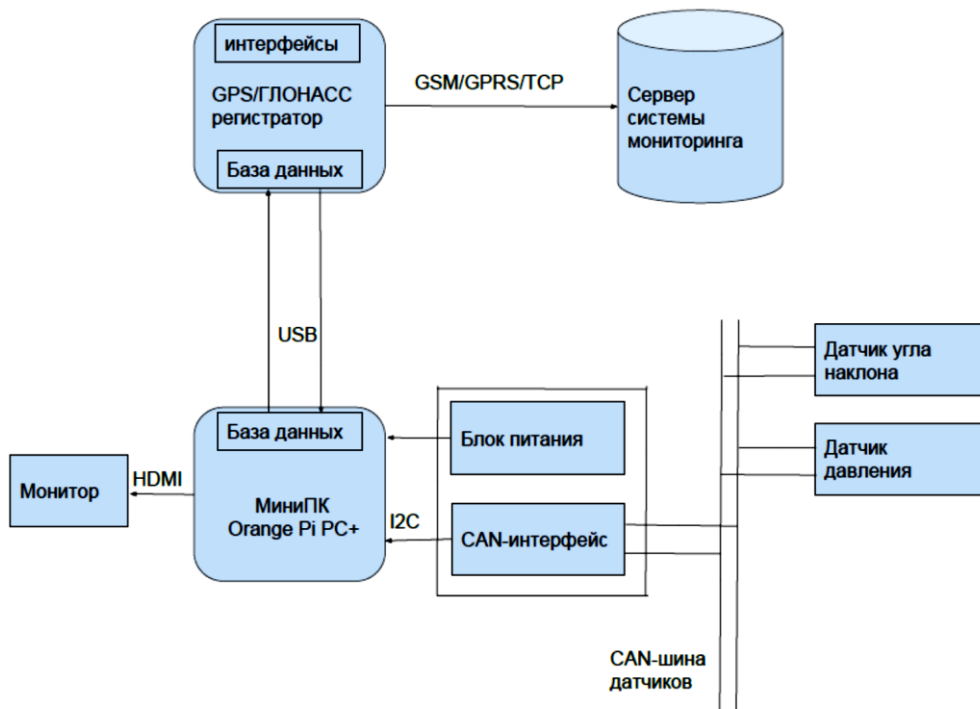 интерфейсы
GPS/ГЛОНАСС
регистратор
База данных
GSM/GPRS/TCP
Сервер
системы
мониторинга
USB
База данных
МиниПК
Orange Pi PC+
HDMI
Монитор
I2C
Блок питания
CAN-интерфейс
Датчик угла
наклона
Датчик
давления
CAN-шина
датчиков